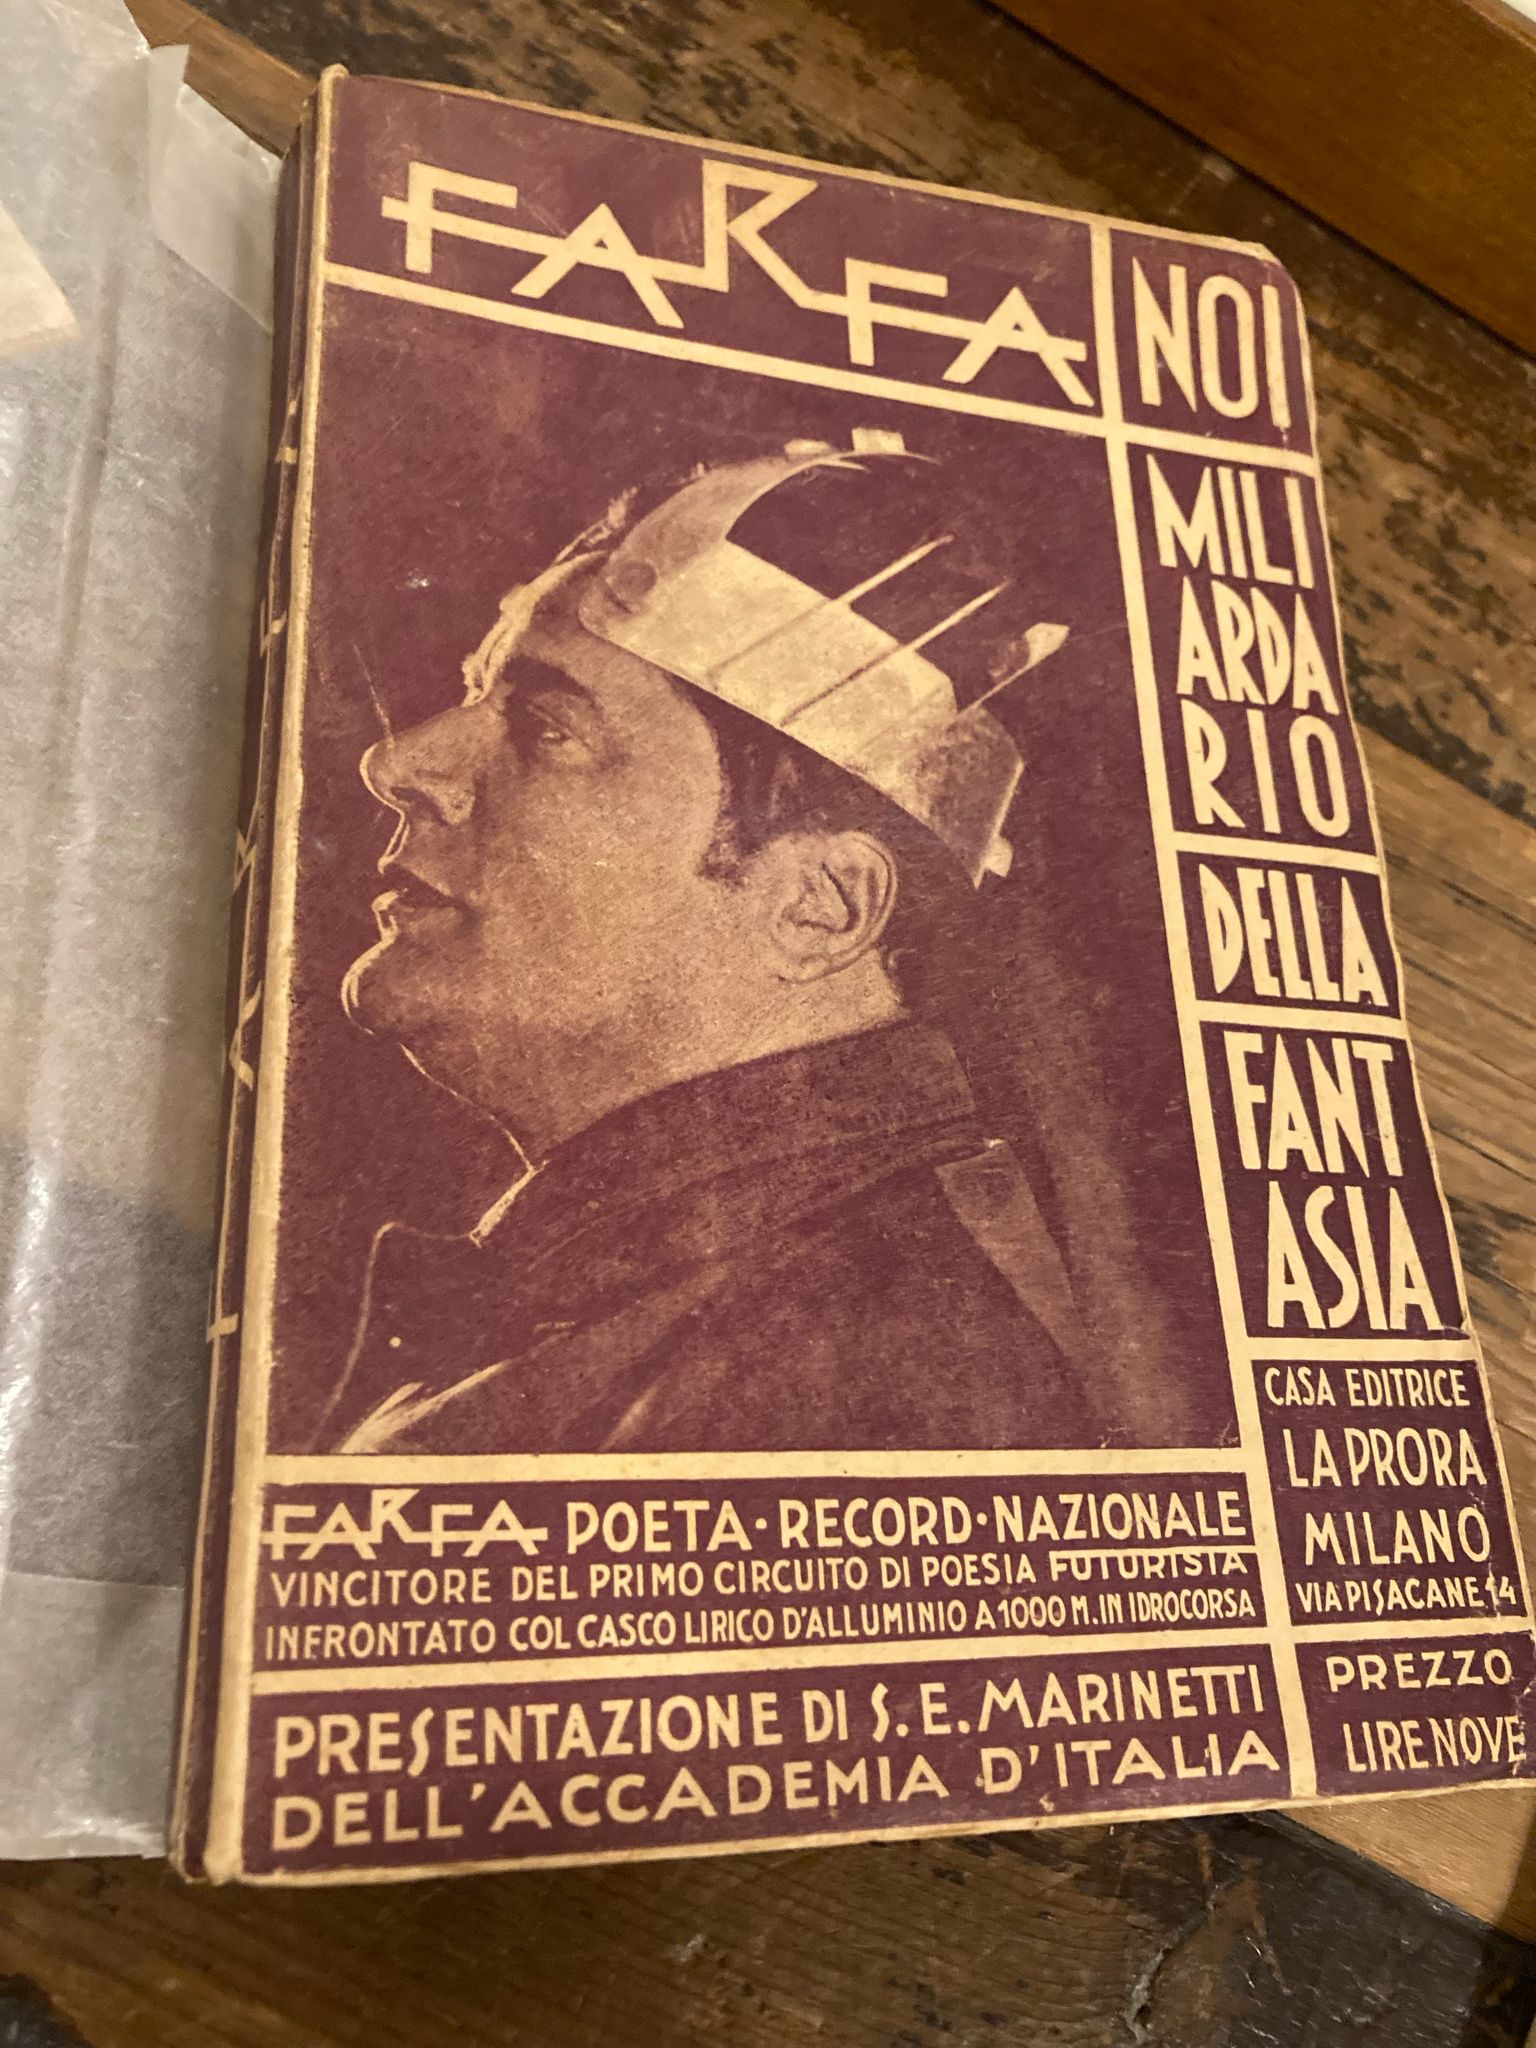 FARFA
NOI
MILI
ARDA
RIO
DELLA
FANT
ASIA
CASA EDITRICE
LA PRORA
MILANO
VIA PISACANE 14
PREZZO
LIRE NOVE
FARFA POETA·RECORD·NAZIONALE
VINCITORE DEL PRIMO CIRCUITO DI POESIA FUTURISTA
INFRONTATO COL CASCO LIRICO D'ALLUMINIO A 1000 M. IN IDROCORSA
PRESENTAZIONE DI S. E. MARINETTI
DELL'ACCADEMIA D'ITALIA